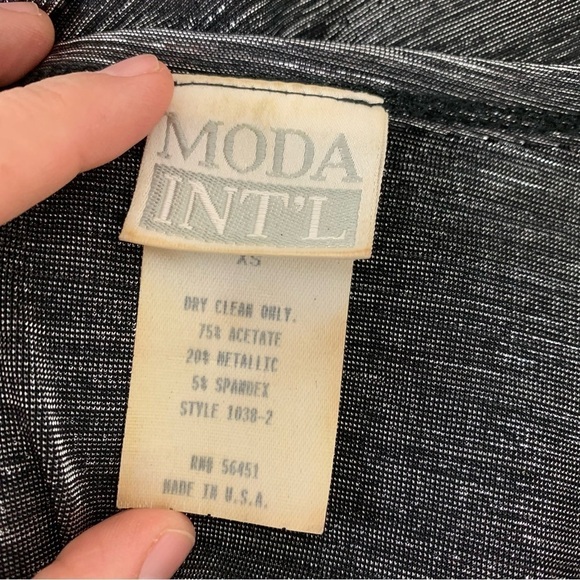 MODA
INT'L
XS
DRY CLEAN ONLY.
75% ACETATE
20% METALLIC
5% SPANDEX
STYLE 1038-2
RN# 56451
MADE IN U.S.A.